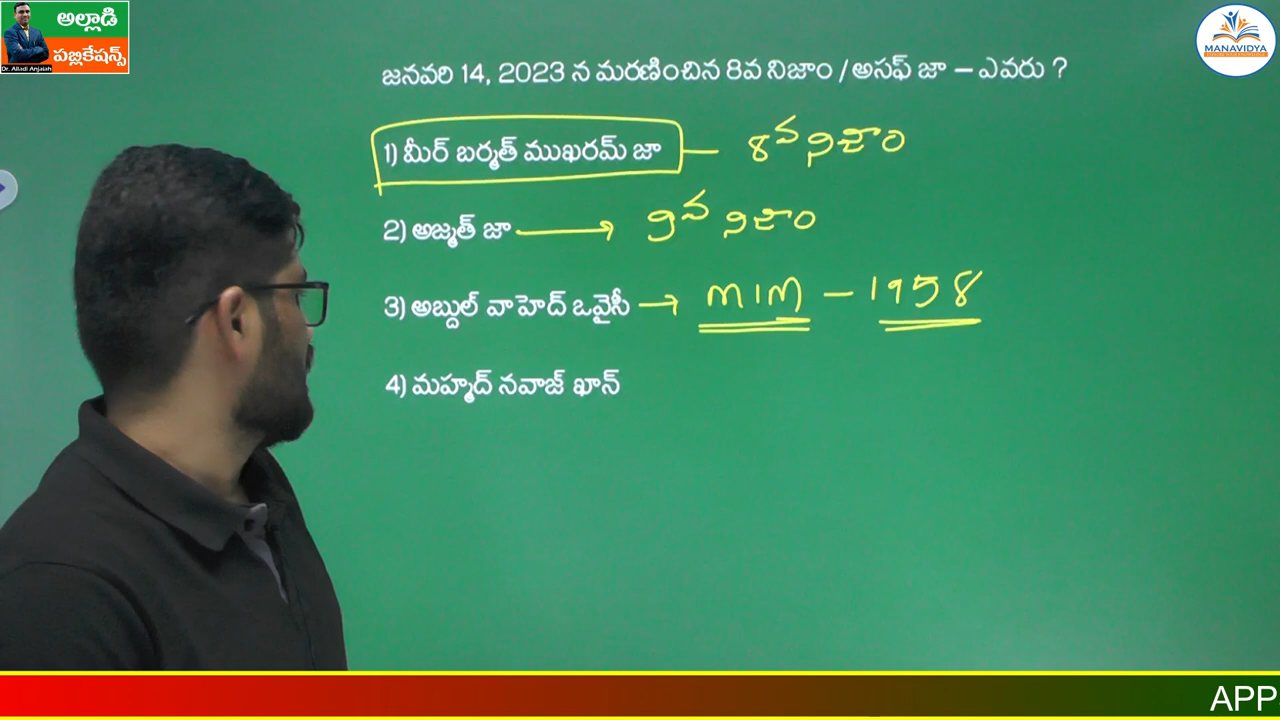 అల్లాడి
పబ్లికేషన్స్
Dr. Alladi Anjaiah
MANAVIDYA
జనవరి 14, 2023 న మరణించిన 8వ నిజాం / అసఫ్ జా – ఎవరు ?
1) మీర్ బర్కత్ ముఖరమ్ జా — 8వ నిజాం
2) అజ్మత్ జా → 9వ నిజాం
3) అబ్దుల్ వాహెద్ ఒవైసీ → MIM – 1958
4) మహ్మద్ నవాజ్ ఖాన్
APP